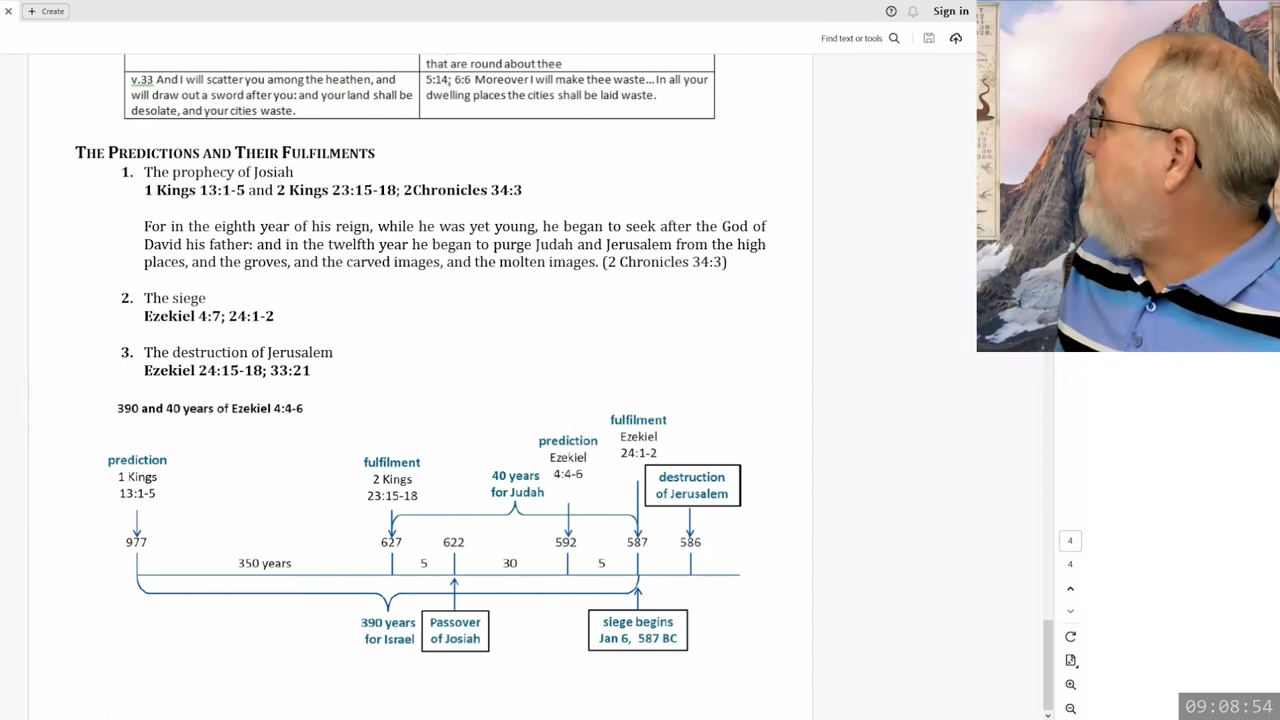 + Create
Sign in
Find text or tools
that are round about thee
v.33 And I will scatter you among the heathen, and
will draw out a sword after you: and your land shall be
desolate, and your cities waste.
5:14; 6:6 Moreover I will make thee waste... In all your
dwelling places the cities shall be laid waste.
THE PREDICTIONS AND THEIR FULFILMENTS
1. The prophecy of Josiah
1 Kings 13:1-5 and 2 Kings 23:15-18; 2Chronicles 34:3
For in the eighth year of his reign, while he was yet young, he began to seek after the God of
David his father: and in the twelfth year he began to purge Judah and Jerusalem from the high
places, and the groves, and the carved images, and the molten images. (2 Chronicles 34:3)
2. The siege
Ezekiel 4:7; 24:1-2
3. The destruction of Jerusalem
Ezekiel 24:15-18; 33:21
390 and 40 years of Ezekiel 4:4-6
prediction
1 Kings
13:1-5
fulfilment
2 Kings
23:15-18
40 years
for Judah
prediction
Ezekiel
4:4-6
fulfilment
Ezekiel
24:1-2
destruction
of Jerusalem
977 627 622 592 587 586
350 years 5 30 5
390 years
for Israel
Passover
of Josiah
siege begins
Jan 6, 587 BC
4
4
09:08:54